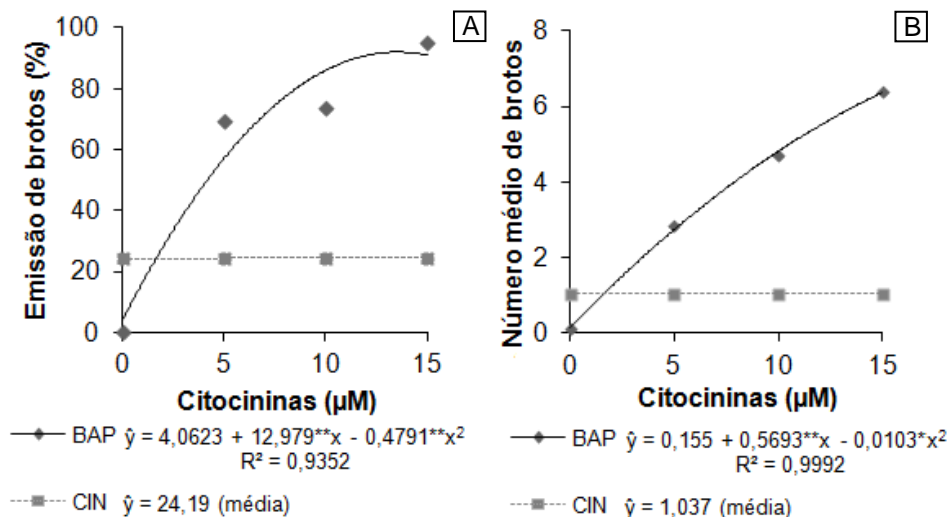 A
Emissão de brotos (%)
100
80
60
40
20
0
0 5 10 15
Citocininas (µM)
BAP ŷ = 4,0623 + 12,979**x - 0,4791**x²
R² = 0,9352
CIN ŷ = 24,19 (média)
B
Número médio de brotos
8
6
4
2
0
0 5 10 15
Citocininas (µM)
BAP ŷ = 0,155 + 0,5693**x - 0,0103*x²
R² = 0,9992
CIN ŷ = 1,037 (média)